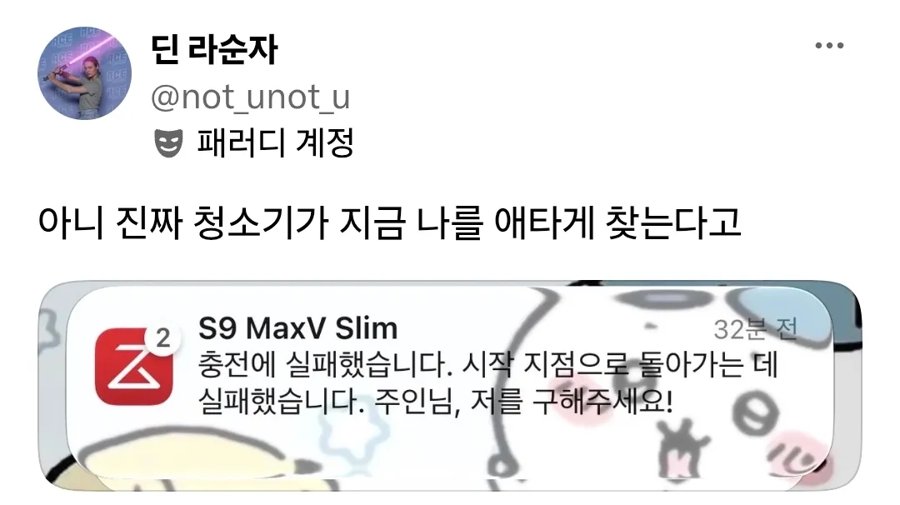 딘 라순자
@not_unot_u
패러디 계정
아니 진짜 청소기가 지금 나를 애타게 찾는다고
2
S9 MaxV Slim
32분 전
충전에 실패했습니다. 시작 지점으로 돌아가는 데
실패했습니다. 주인님, 저를 구해주세요!